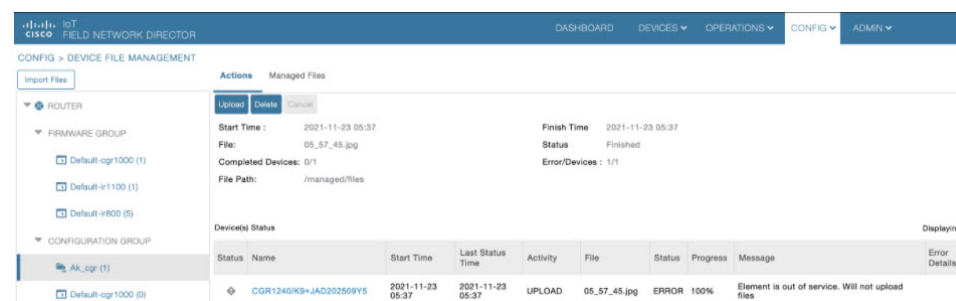 IoT
CISCO FIELD NETWORK DIRECTOR
DASHBOARD DEVICES OPERATIONS CONFIG ADMIN
CONFIG > DEVICE FILE MANAGEMENT
Import Files
Actions Managed Files
ROUTER
Upload Delete Cancel
FIRMWARE GROUP
Start Time : 2021-11-23 05:37 Finish Time 2021-11-23 05:37
File: 05_57_45.jpg Status Finished
Default-cgr1000 (1)
Completed Devices: 0/1 Error/Devices : 1/1
File Path: /managed/files
Default-ir1100 (1)
Default-ir800 (5)
Device(s) Status Displayin
CONFIGURATION GROUP
Status Name Start Time Last Status Time Activity File Status Progress Message Error Details
Ak_cgr (1)
Default-cgr1000 (0)
CGR1240/K9+JAD202509Y5 2021-11-23 05:37 2021-11-23 05:37 UPLOAD 05_57_45.jpg ERROR 100% Element is out of service. Will not upload files